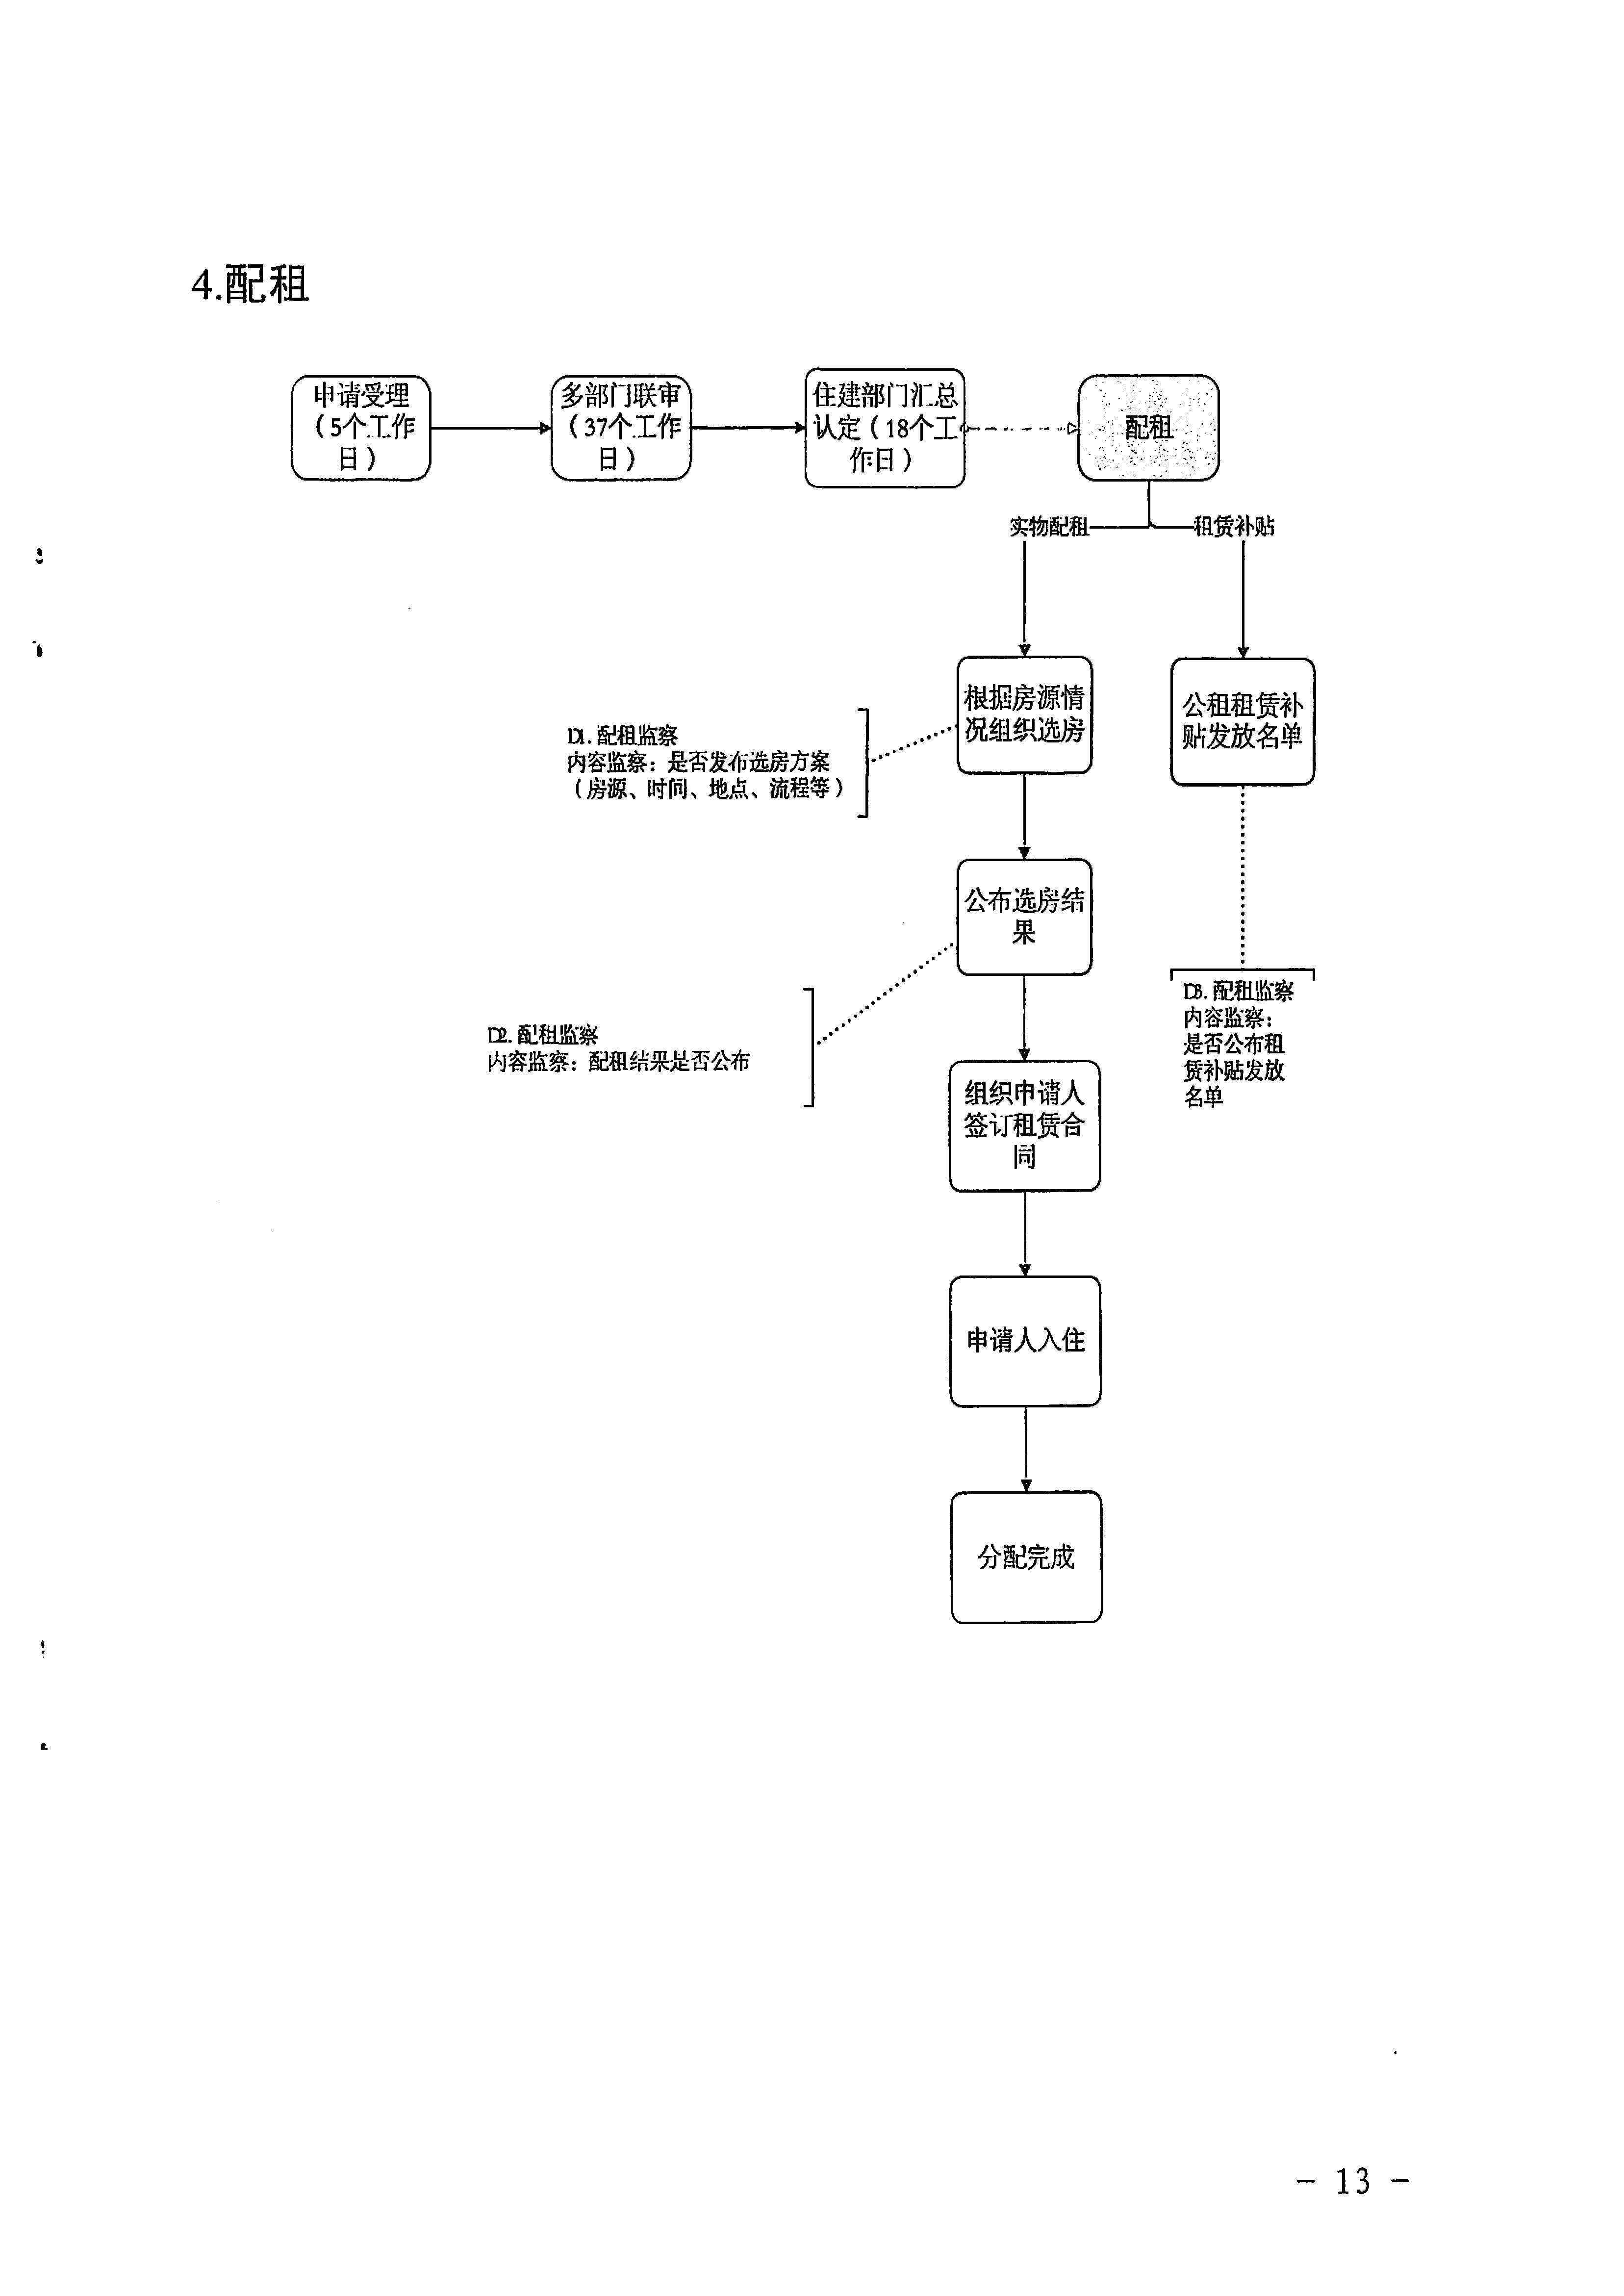 4.配租
申请受理
（5个工作
日）
多部门联审
（37个工作
日）
住建部门汇总
认定（18个工
作日）
配租
实物配租
租赁补贴
根据房源情
况组织选房
公租租赁补
贴发放名单
D1. 配租监察
内容监察：是否发布选房方案
（房源、时间、地点、流程等）
公布选房结
果
D2. 配租监察
内容监察：配租结果是否公布
D3. 配租监察
内容监察：
是否公布租
赁补贴发放
名单
组织申请人
签订租赁合
同
申请人入住
分配完成
- 13 -